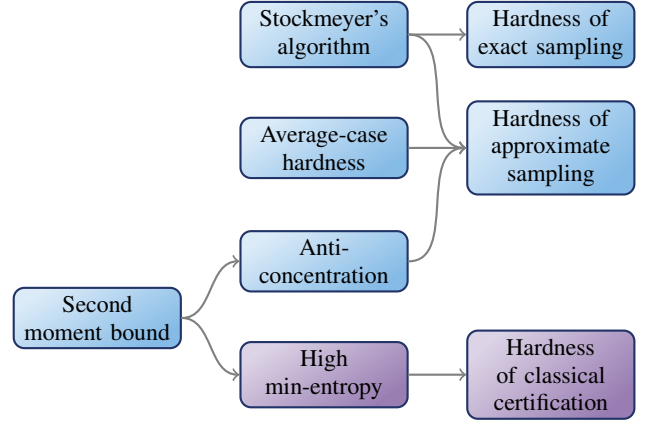 Stockmeyer's
algorithm
Hardness of
exact sampling
Average-case
hardness
Hardness of
approximate
sampling
Anti-
concentration
Second
moment bound
High
min-entropy
Hardness
of classical
certification